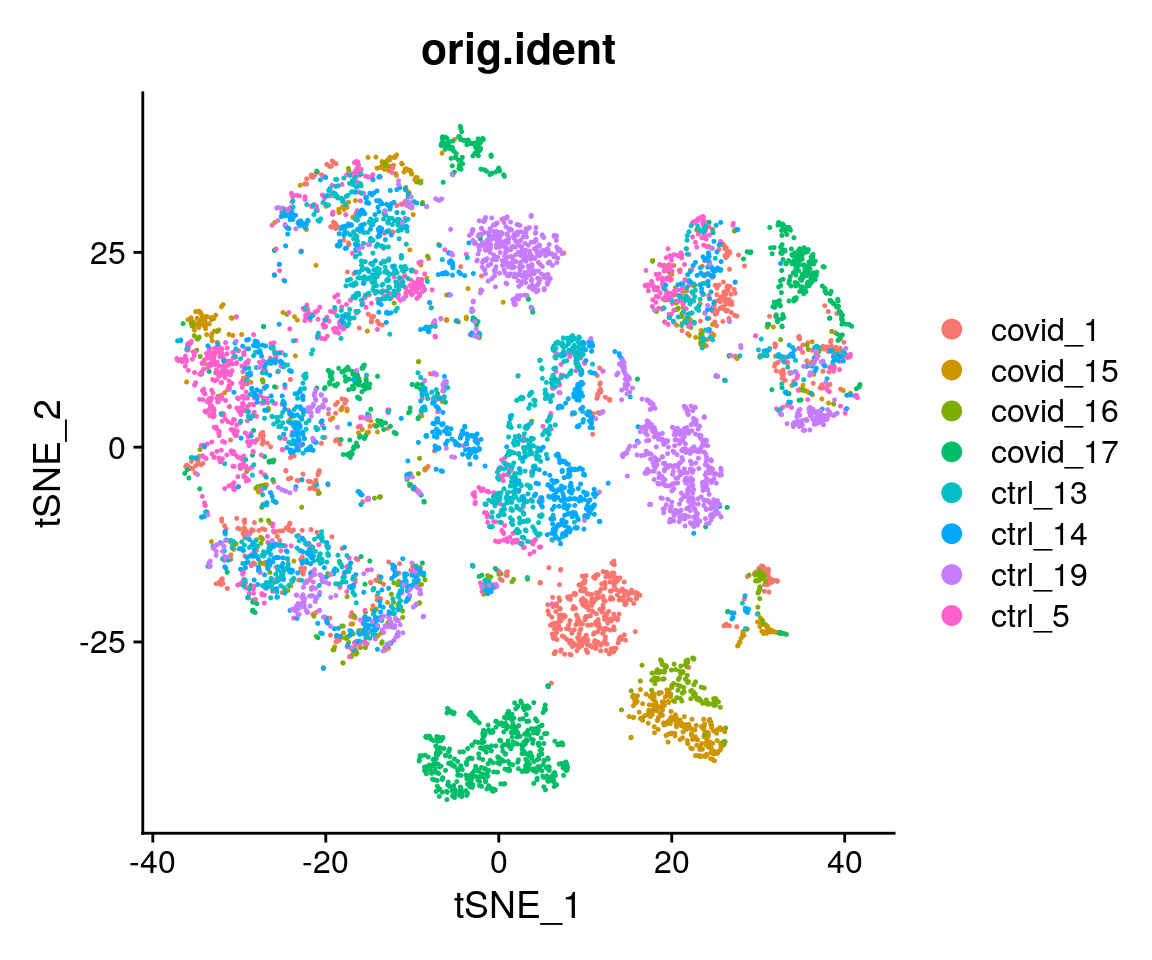 orig.ident
tSNE_2
25
0
-25
-40
-20
0
20
40
tSNE_1
covid_1
covid_15
covid_16
covid_17
ctrl_13
ctrl_14
ctrl_19
ctrl_5